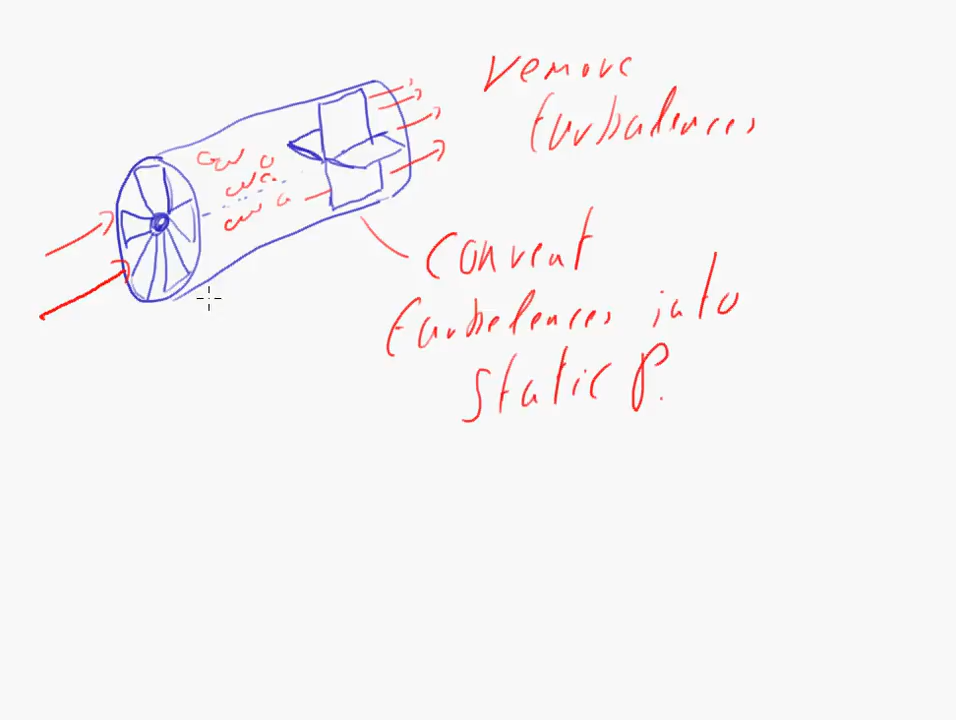 remove
turbulences
convert
turbulences into
static P.